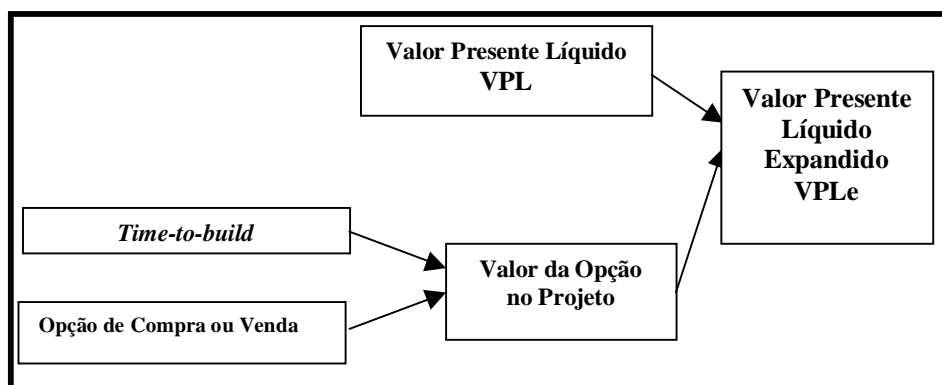 Valor Presente Líquido
VPL
Valor Presente
Líquido
Expandido
VPLe
Time-to-build
Valor da Opção
no Projeto
Opção de Compra ou Venda